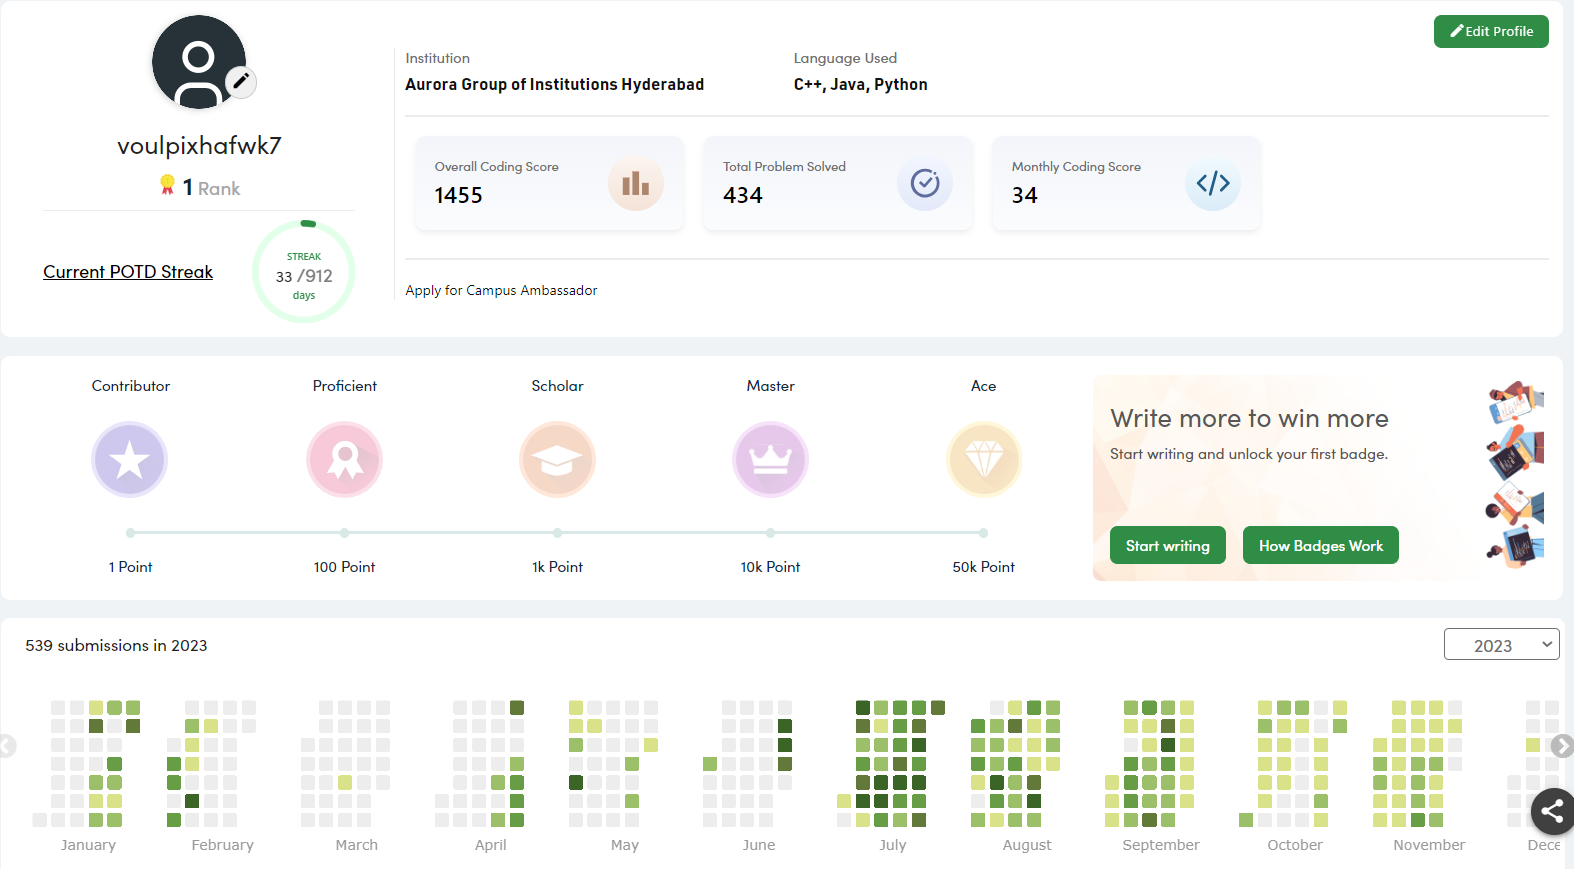 Edit Profile
Institution
Language Used
Aurora Group of Institutions Hyderabad
C++, Java, Python
voulpixhafwk7
1 Rank
Overall Coding Score
1455
Total Problem Solved
434
Monthly Coding Score
34
Current POTD Streak
STREAK
33 /912
days
Apply for Campus Ambassador
Contributor
Proficient
Scholar
Master
Ace
1 Point
100 Point
1k Point
10k Point
50k Point
Write more to win more
Start writing and unlock your first badge.
Start writing
How Badges Work
539 submissions in 2023
2023
January
February
March
April
May
June
July
August
September
October
November
Dece